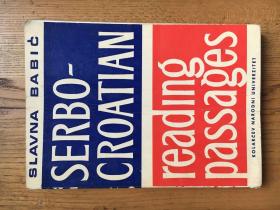 SLAVNA BABIĆ
SERBO-
CROATIAN
reading
passages
KOLARČEV NARODNI UNIVERZITET